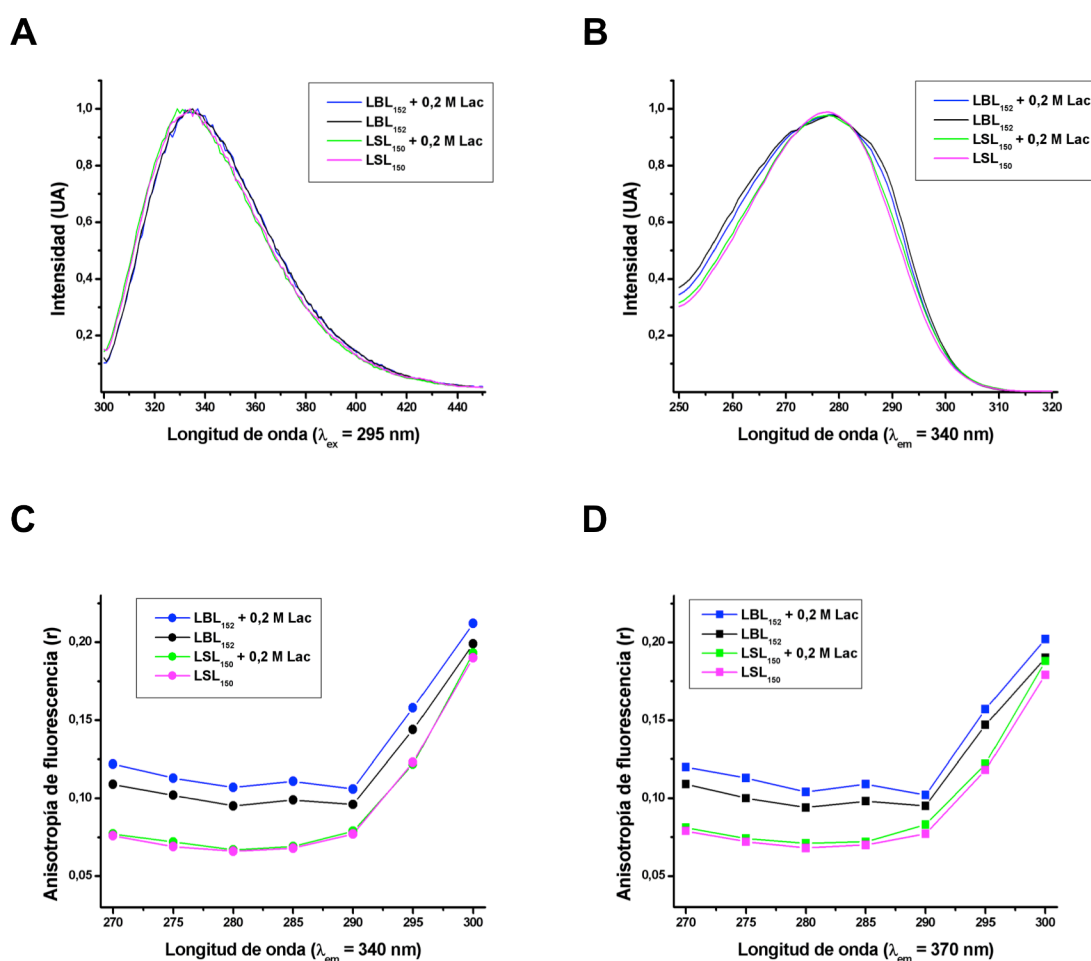 A
B
LBL152 + 0,2 M Lac
LBL152
LSL150 + 0,2 M Lac
LSL150
Intensidad (UA)
1,0
0,8
0,6
0,4
0,2
300 320 340 360 380 400 420 440
Longitud de onda (λex = 295 nm)
LBL152 + 0,2 M Lac
LBL152
LSL150 + 0,2 M Lac
LSL150
Intensidad (UA)
1,0
0,8
0,6
0,4
0,2
250 260 270 280 290 300 310 320
Longitud de onda (λem = 340 nm)
C
D
LBL152 + 0,2 M Lac
LBL152
LSL150 + 0,2 M Lac
LSL150
Anisotropia de fluorescencia (r)
0,20
0,15
0,10
0,05
270 275 280 285 290 295 300
Longitud de onda (λem = 340 nm)
LBL152 + 0,2 M Lac
LBL152
LSL150 + 0,2 M Lac
LSL150
Anisotropia de fluorescencia (r)
0,20
0,15
0,10
0,05
270 275 280 285 290 295 300
Longitud de onda (λem = 370 nm)